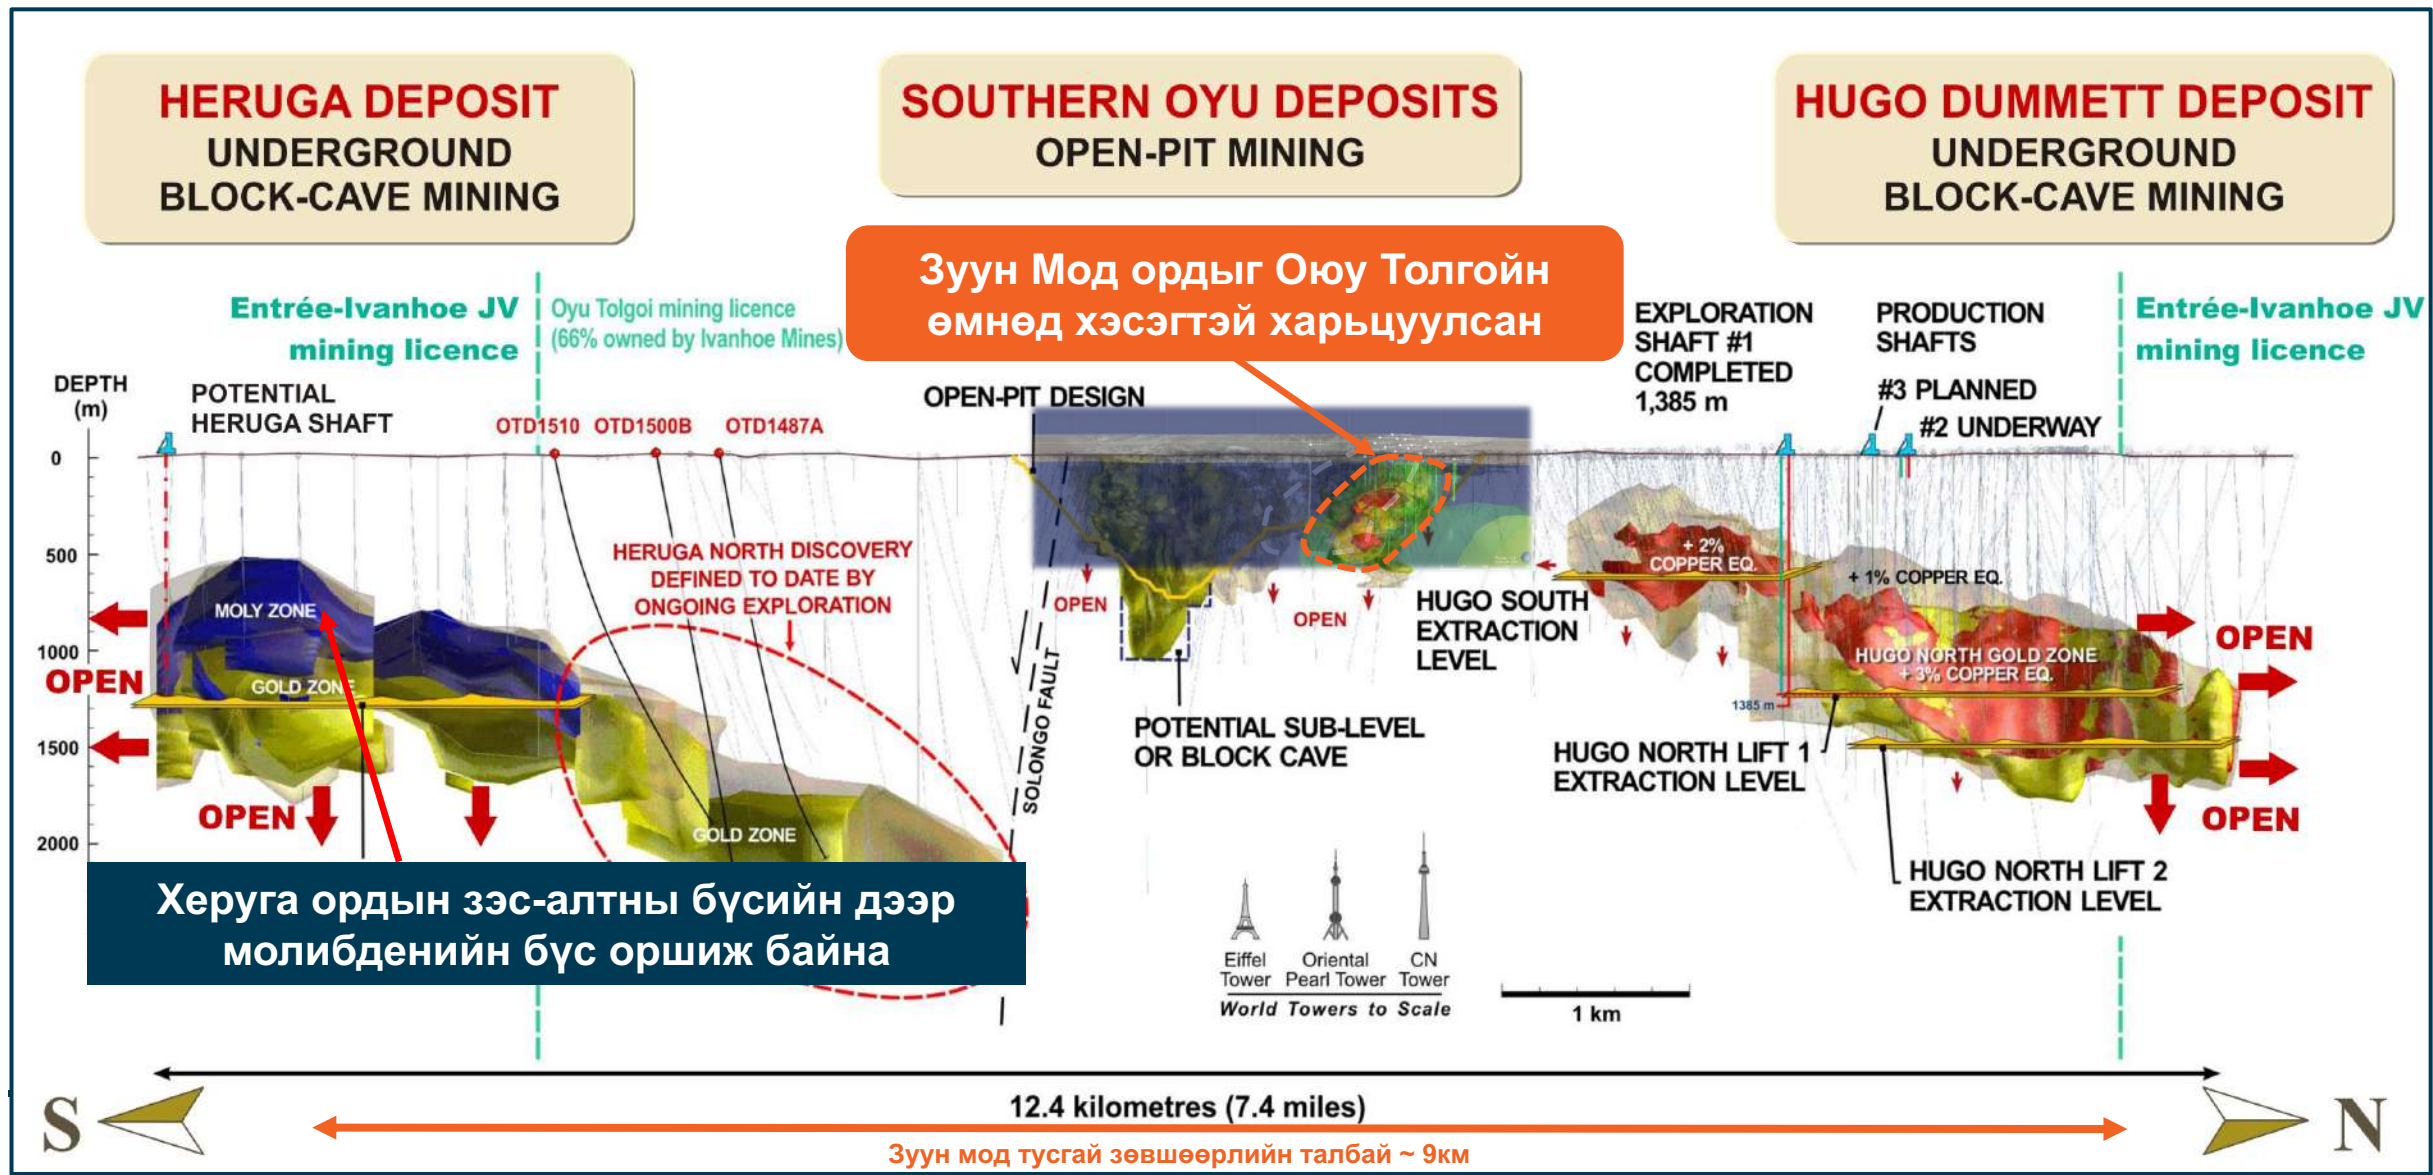 HERUGA DEPOSIT
UNDERGROUND
BLOCK-CAVE MINING
SOUTHERN OYU DEPOSITS
OPEN-PIT MINING
HUGO DUMMETT DEPOSIT
UNDERGROUND
BLOCK-CAVE MINING
Зуун Мод ордыг Оюу Толгойн
өмнөд хэсэгтэй харьцуулсан
Entrée-Ivanhoe JV
mining licence
Oyu Tolgoi mining licence
(66% owned by Ivanhoe Mines)
EXPLORATION
SHAFT #1
COMPLETED
1,385 m
PRODUCTION
SHAFTS
#3 PLANNED
#2 UNDERWAY
Entrée-Ivanhoe JV
mining licence
DEPTH
(m)
POTENTIAL
HERUGA SHAFT
OTD1510
OTD1500B
OTD1487A
OPEN-PIT DESIGN
0
500
1000
1500
2000
HERUGA NORTH DISCOVERY
DEFINED TO DATE BY
ONGOING EXPLORATION
MOLY ZONE
GOLD ZONE
OPEN
OPEN
GOLD ZONE
SOLONGO FAULT
OPEN
OPEN
POTENTIAL SUB-LEVEL
OR BLOCK CAVE
HUGO SOUTH
EXTRACTION
LEVEL
+ 2%
COPPER EQ.
+ 1% COPPER EQ.
HUGO NORTH GOLD ZONE
+ 3% COPPER EQ.
1385 m
OPEN
OPEN
HUGO NORTH LIFT 1
EXTRACTION LEVEL
HUGO NORTH LIFT 2
EXTRACTION LEVEL
Херуга ордын зэс-алтны бүсийн дээр
молибденийн бүс оршиж байна
Eiffel
Tower
Oriental
Pearl Tower
CN
Tower
World Towers to Scale
1 km
S
12.4 kilometres (7.4 miles)
N
Зуун мод тусгай зөвшөөрлийн талбай ~ 9км